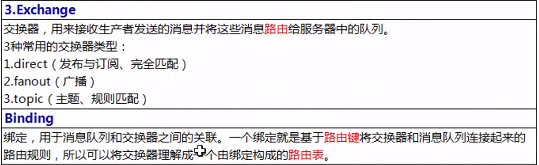 3.Exchange
交换器，用来接收生产者发送的消息并将这些消息路由给服务器中的队列。
3种常用的交换器类型：
1.direct（发布与订阅、完全匹配）
2.fanout（广播）
3.topic（主题、规则匹配）
Binding
绑定，用于消息队列和交换器之间的关联。一个绑定就是基于路由键将交换器和消息队列连接起来的
路由规则，所以可以将交换器理解成个由绑定构成的路由表。